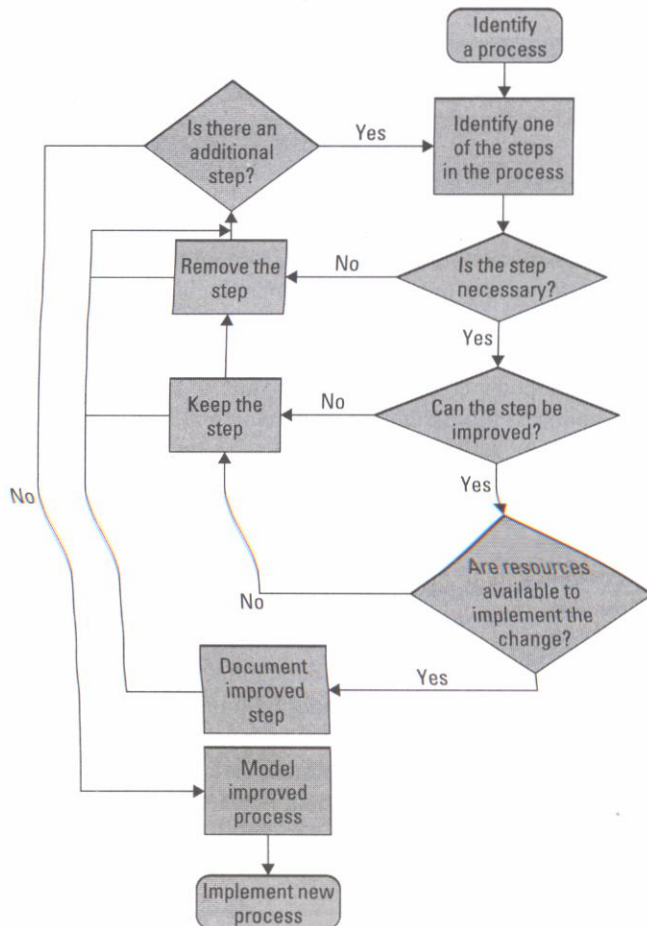 Identify
a process
Is there an
additional
step?
Yes
Identify one
of the steps
in the process
Remove the
step
No
Is the step
necessary?
Yes
Keep the
step
No
Can the step be
improved?
Yes
No
No
Are resources
available to
implement the
change?
Document
improved
step
Yes
Model
improved
process
Implement new
process